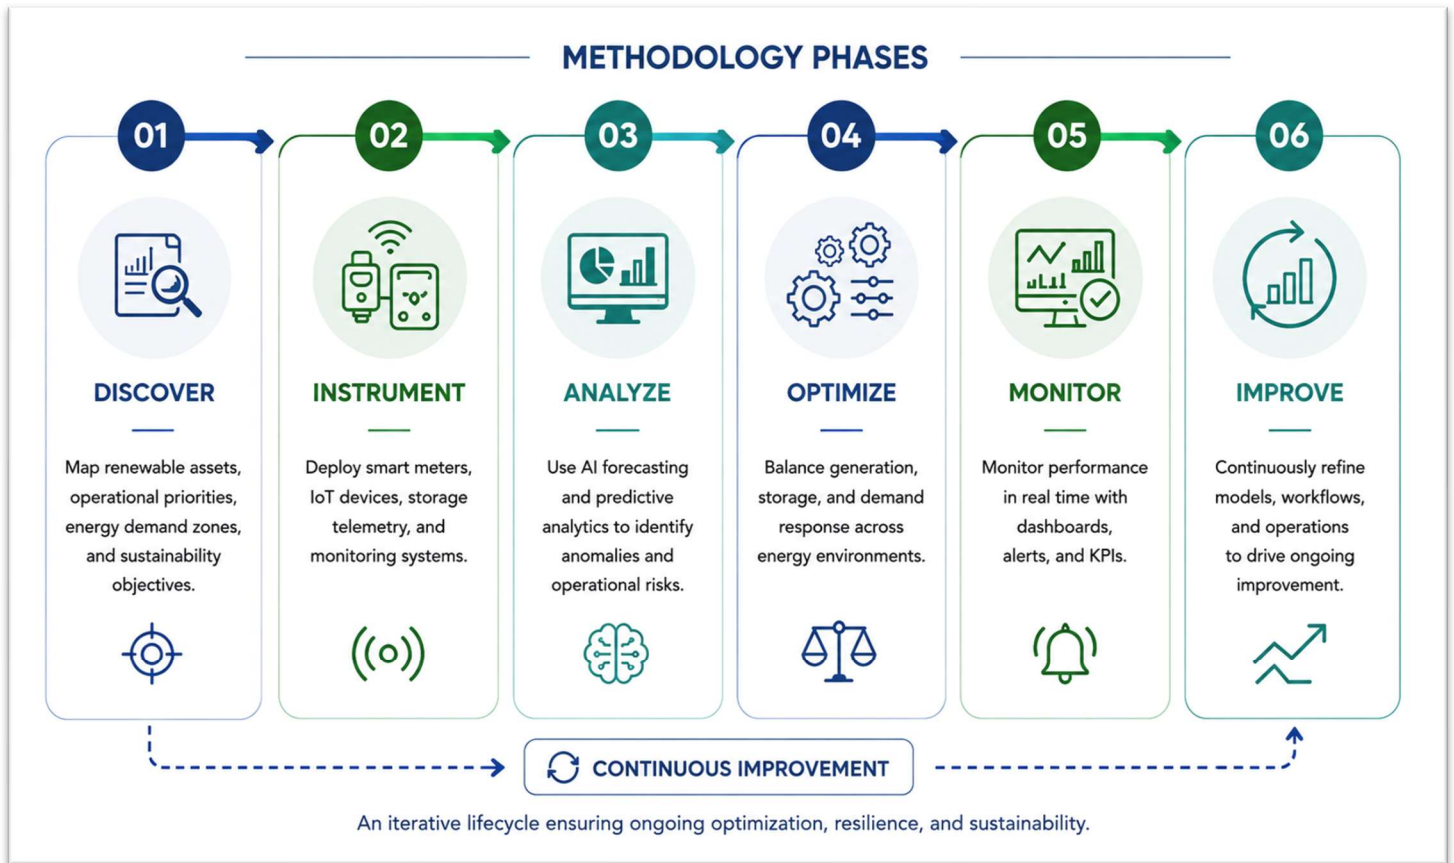 METHODOLOGY PHASES
01
02
03
04
05
06
DISCOVER
Map renewable assets,
operational priorities,
energy demand zones,
and sustainability
objectives.
INSTRUMENT
Deploy smart meters,
IoT devices, storage
telemetry, and
monitoring systems.
ANALYZE
Use AI forecasting
and predictive
analytics to identify
anomalies and
operational risks.
OPTIMIZE
Balance generation,
storage, and demand
response across
energy environments.
MONITOR
Monitor performance
in real time with
dashboards,
alerts, and KPIs.
IMPROVE
Continuously refine
models, workflows,
and operations
to drive ongoing
improvement.
CONTINUOUS IMPROVEMENT
An iterative lifecycle ensuring ongoing optimization, resilience, and sustainability.